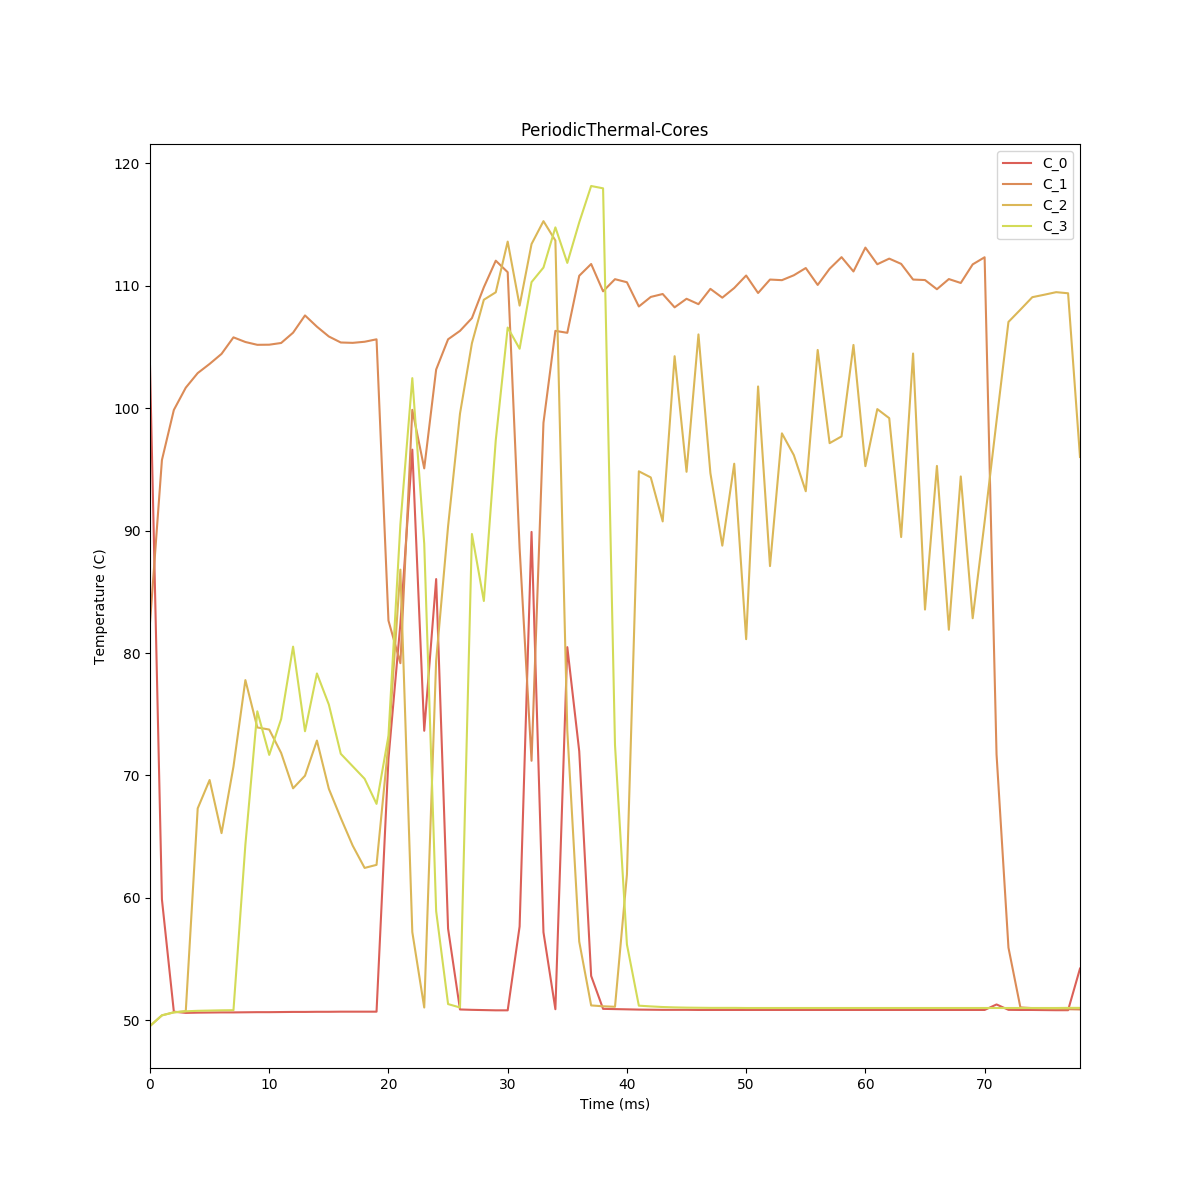 PeriodicThermal-Cores
120
110
100
90
80
70
60
50
Temperature (C)
C_0
C_1
C_2
C_3
0 10 20 30 40 50 60 70
Time (ms)